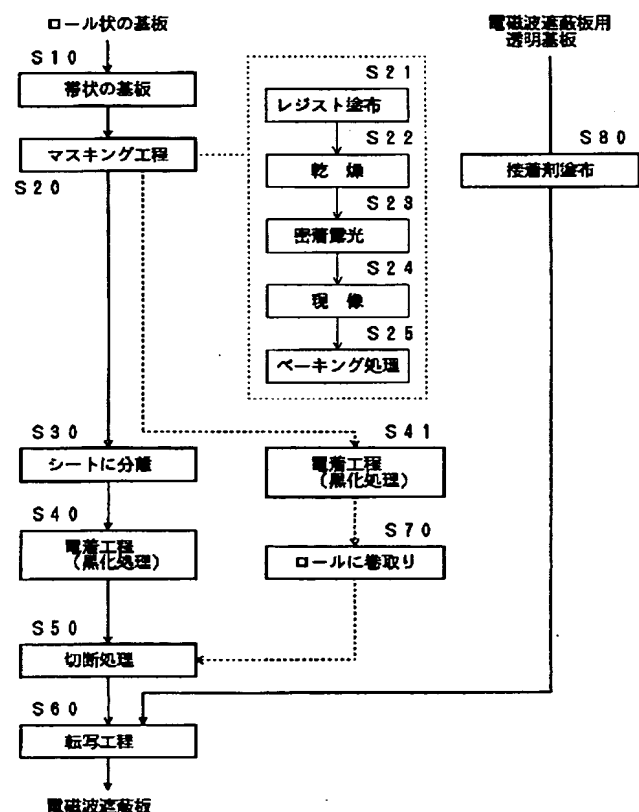 ロール状の基板
S10
帯状の基板
マスキング工程
S20
S21
レジスト塗布
S22
乾 燥
S23
密着露光
S24
現 像
S25
ベーキング処理
電磁波遮蔽板用
透明基板
S80
接着剤塗布
S30
シートに分離
S40
電着工程
(黒化処理)
S41
電着工程
(黒化処理)
S70
ロールに巻取り
S50
切断処理
S60
転写工程
電磁波遮蔽板